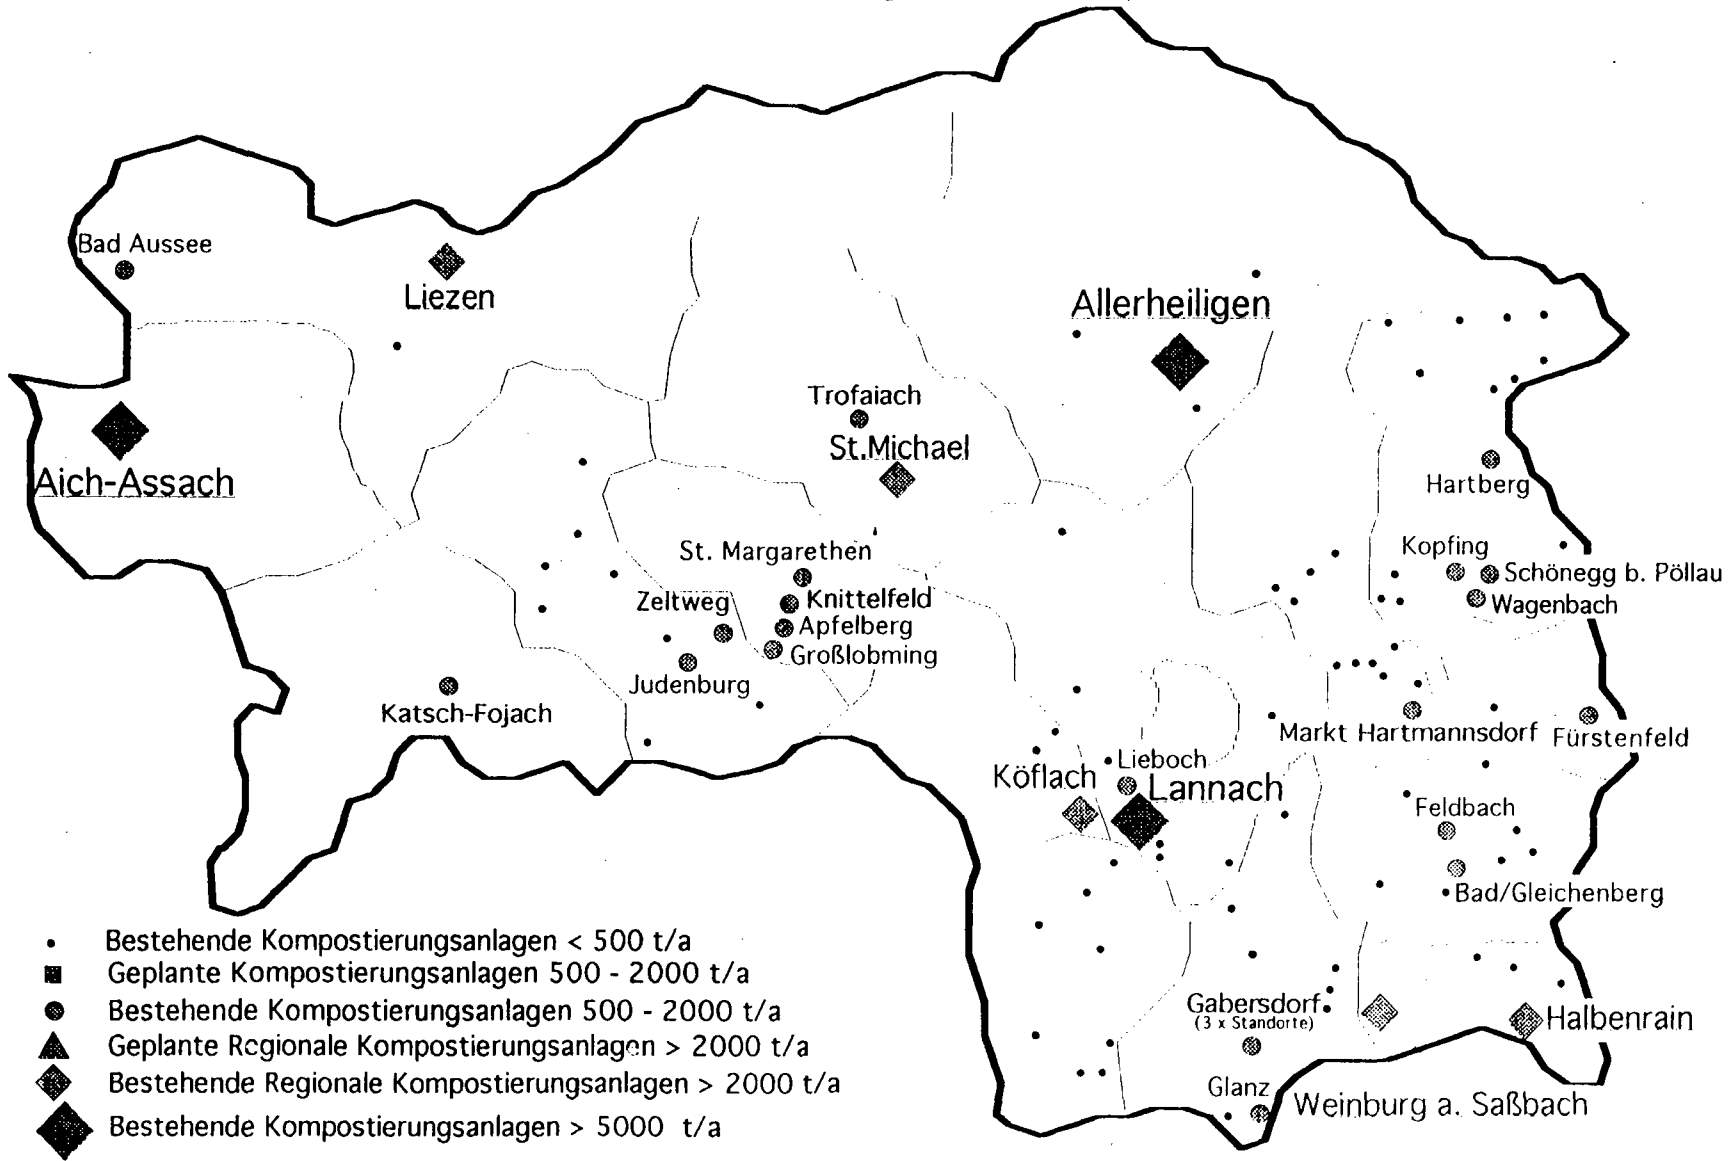 Bad Aussee
Liezen
Allerheiligen
Trofaiach
St.Michael
Aich-Assach
Hartberg
Kopfing
St. Margarethen
Schönegg b. Pöllau
Zeltweg
Knittelfeld
Wagenbach
Apfelberg
Großlobming
Judenburg
Katsch-Fojach
Markt Hartmannsdorf
Fürstenfeld
Lieboch
Köflach
Lannach
Feldbach
Bad/Gleichenberg
Bestehende Kompostierungsanlagen < 500 t/a
Geplante Kompostierungsanlagen 500 - 2000 t/a
Bestehende Kompostierungsanlagen 500 - 2000 t/a
Geplante Regionale Kompostierungsanlagen > 2000 t/a
Bestehende Regionale Kompostierungsanlagen > 2000 t/a
Bestehende Kompostierungsanlagen > 5000 t/a
Gabersdorf
(3 x Standorte)
Halbenrain
Glanz
Weinburg a. Saßbach